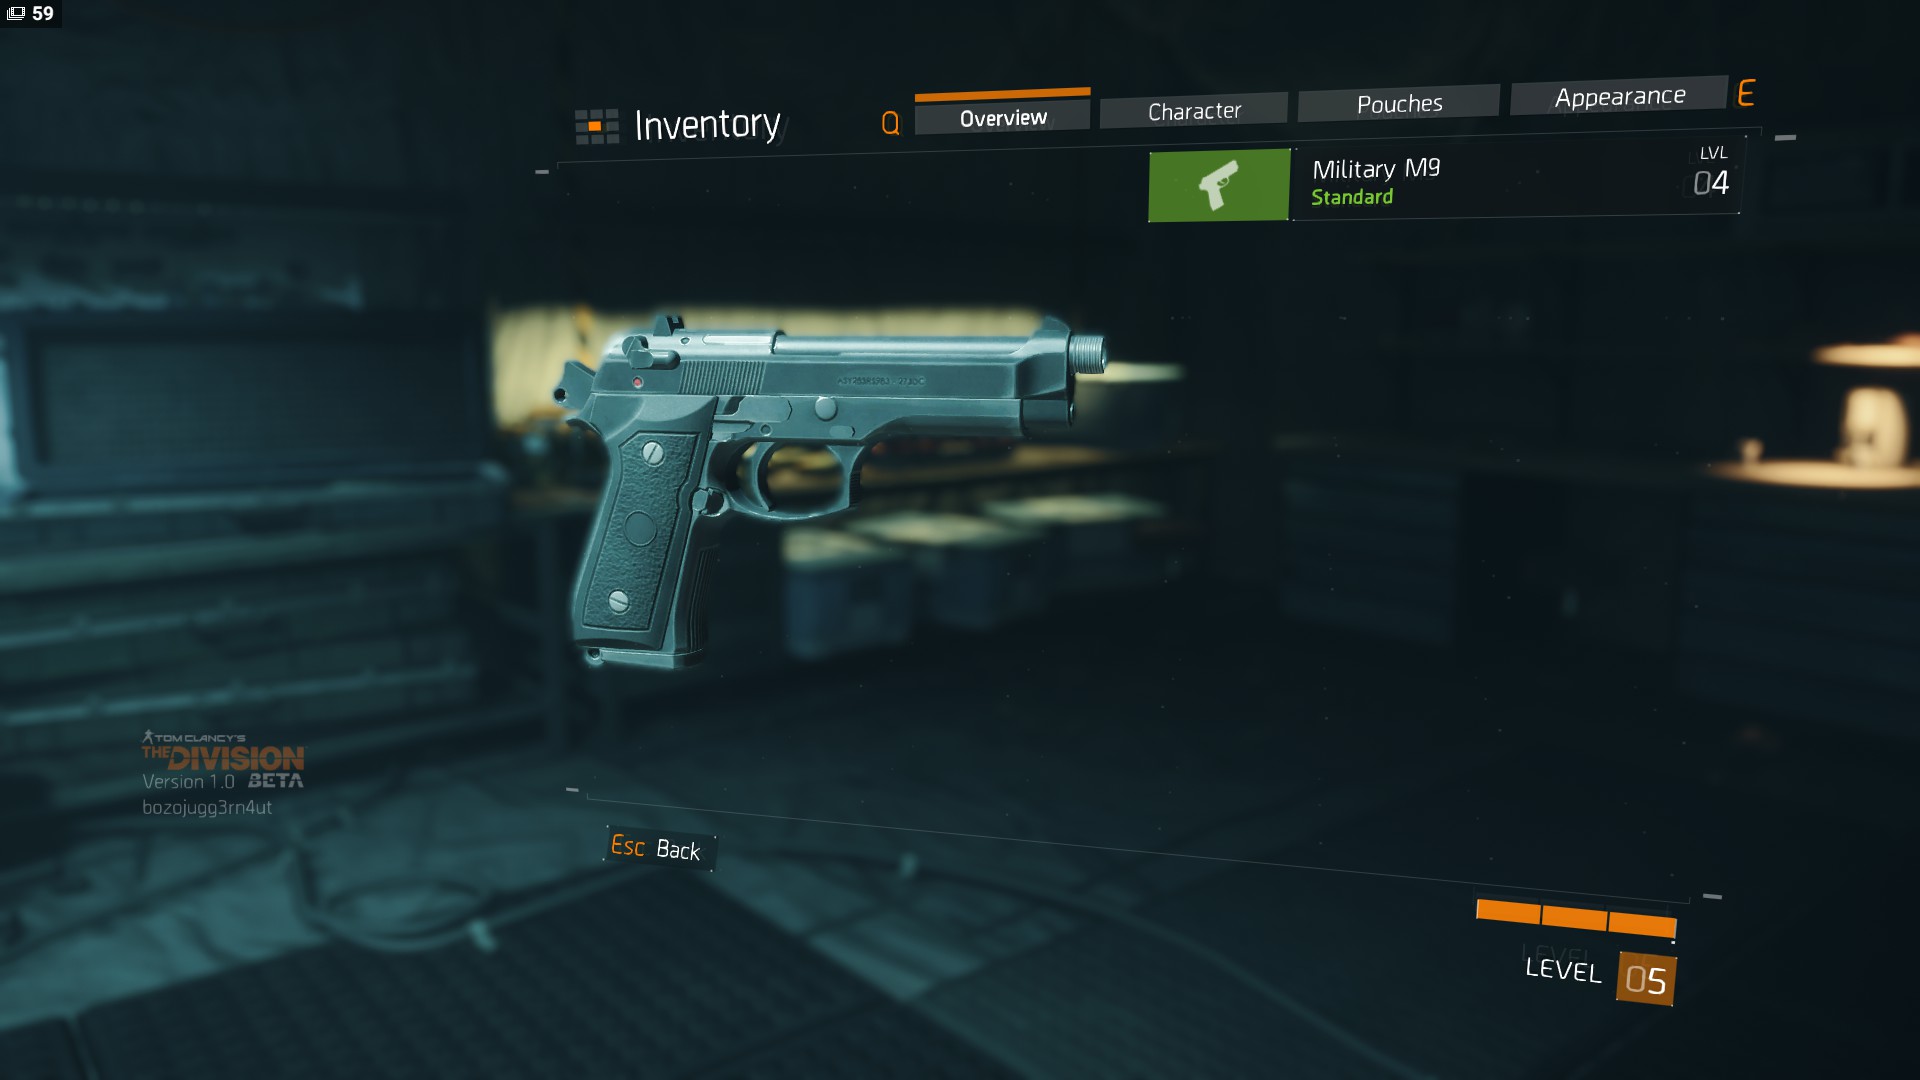 59
Inventory
Q Overview Character Pouches Appearance E
Military M9
Standard
LVL
04
TOM CLANCY'S
THE DIVISION
Version 1.0 BETA
bozojugg3rn4ut
Esc Back
LEVEL 05